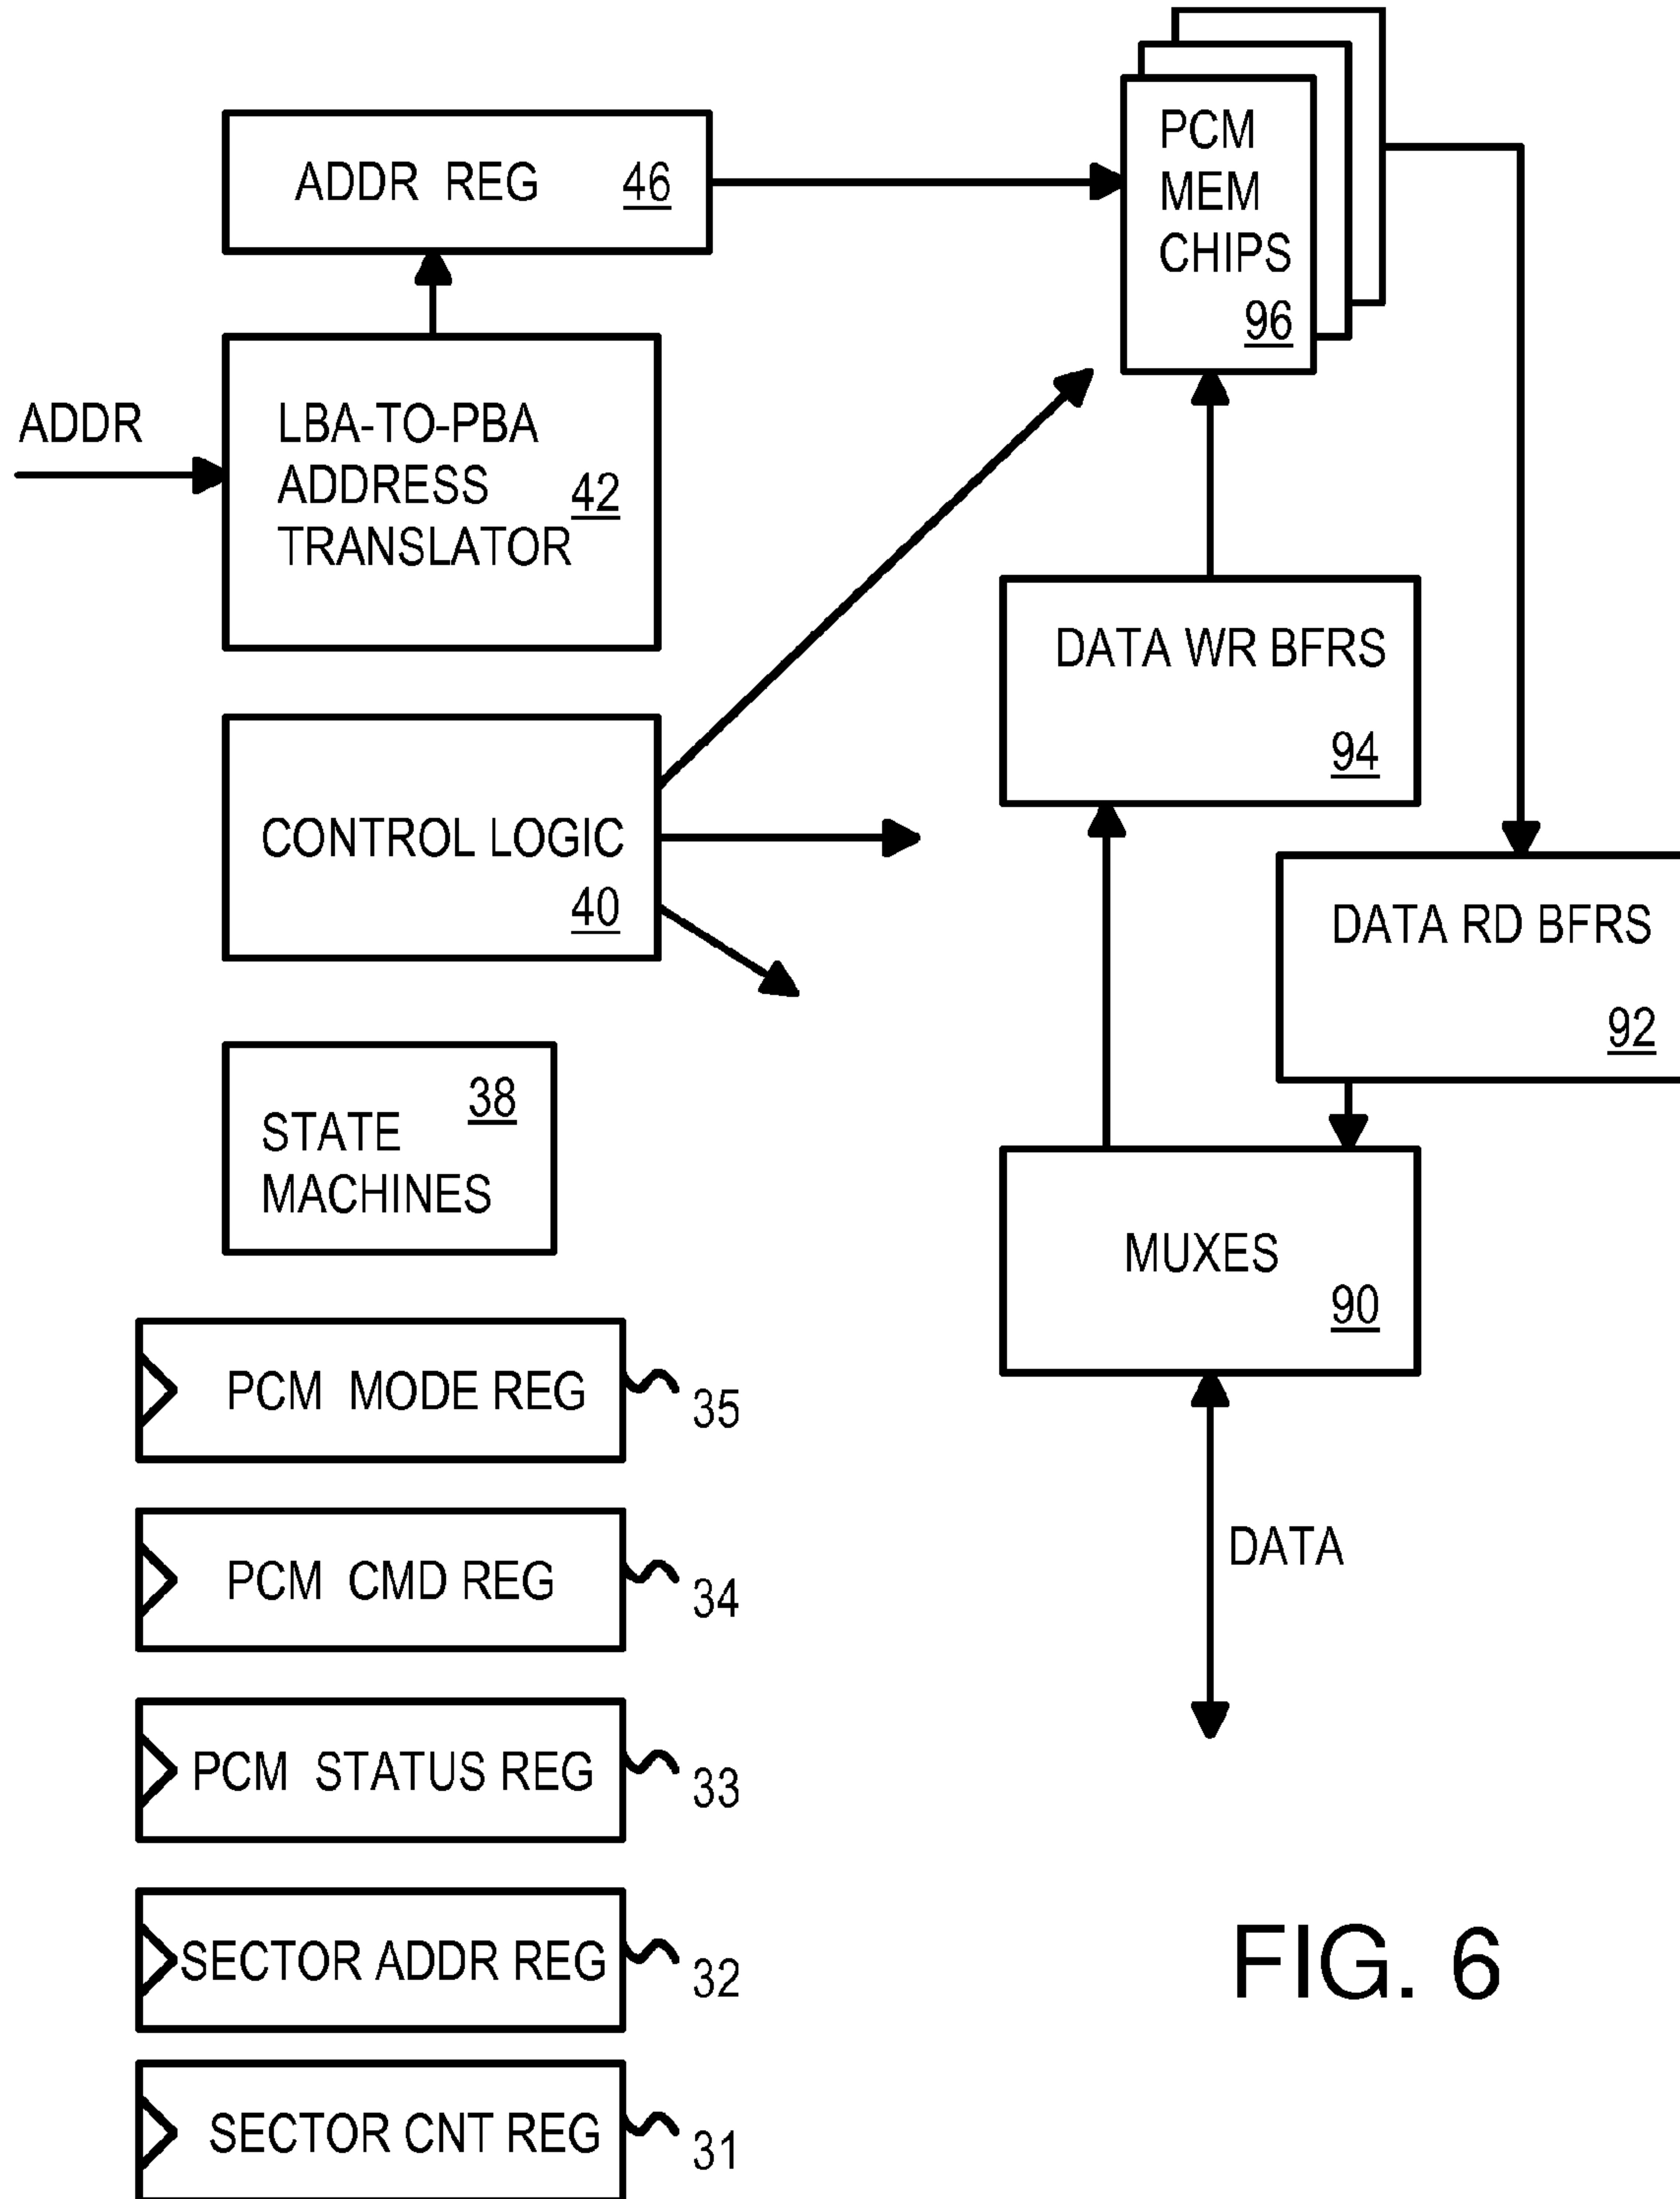 PCM
MEM
CHIPS
96
ADDR REG 46
ADDR
LBA-TO-PBA
ADDRESS
TRANSLATOR
42
DATA WR BFRS
94
CONTROL LOGIC
40
DATA RD BFRS
92
STATE
MACHINES
38
MUXES
90
PCM MODE REG 35
PCM CMD REG 34
DATA
PCM STATUS REG 33
SECTOR ADDR REG 32
SECTOR CNT REG 31
FIG. 6